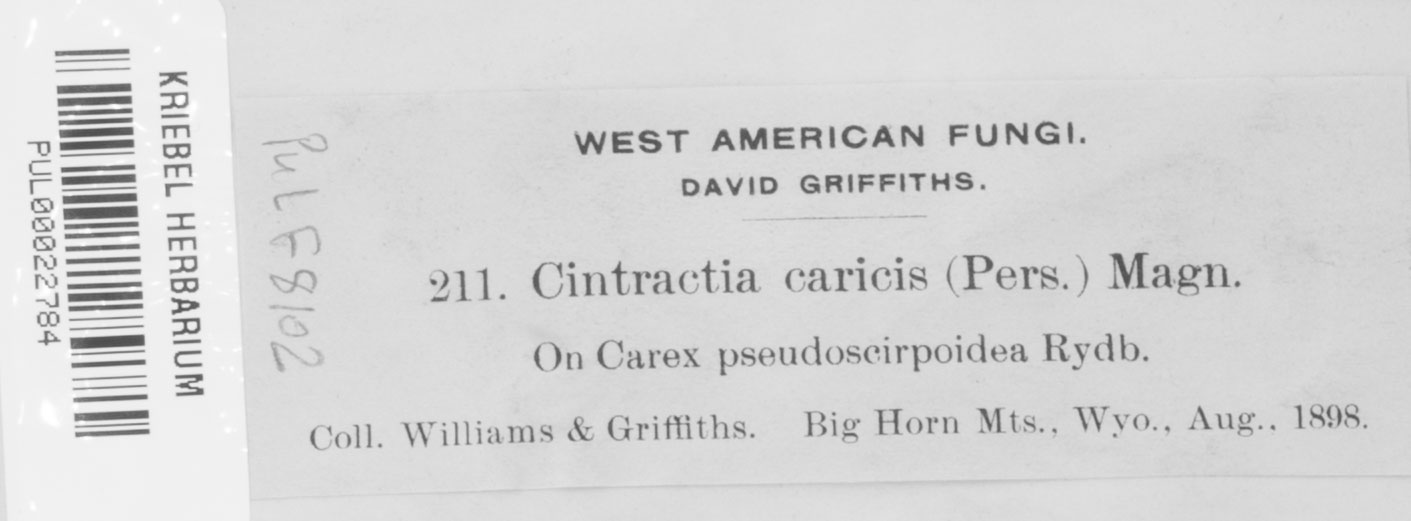 KRIEBEL HERBARIUM
PUL00022784
PUL F8102
WEST AMERICAN FUNGI.
DAVID GRIFFITHS.
211. Cintractia caricis (Pers.) Magn.
On Carex pseudoscirpoidea Rydb.
Coll. Williams & Griffiths. Big Horn Mts., Wyo., Aug., 1898.